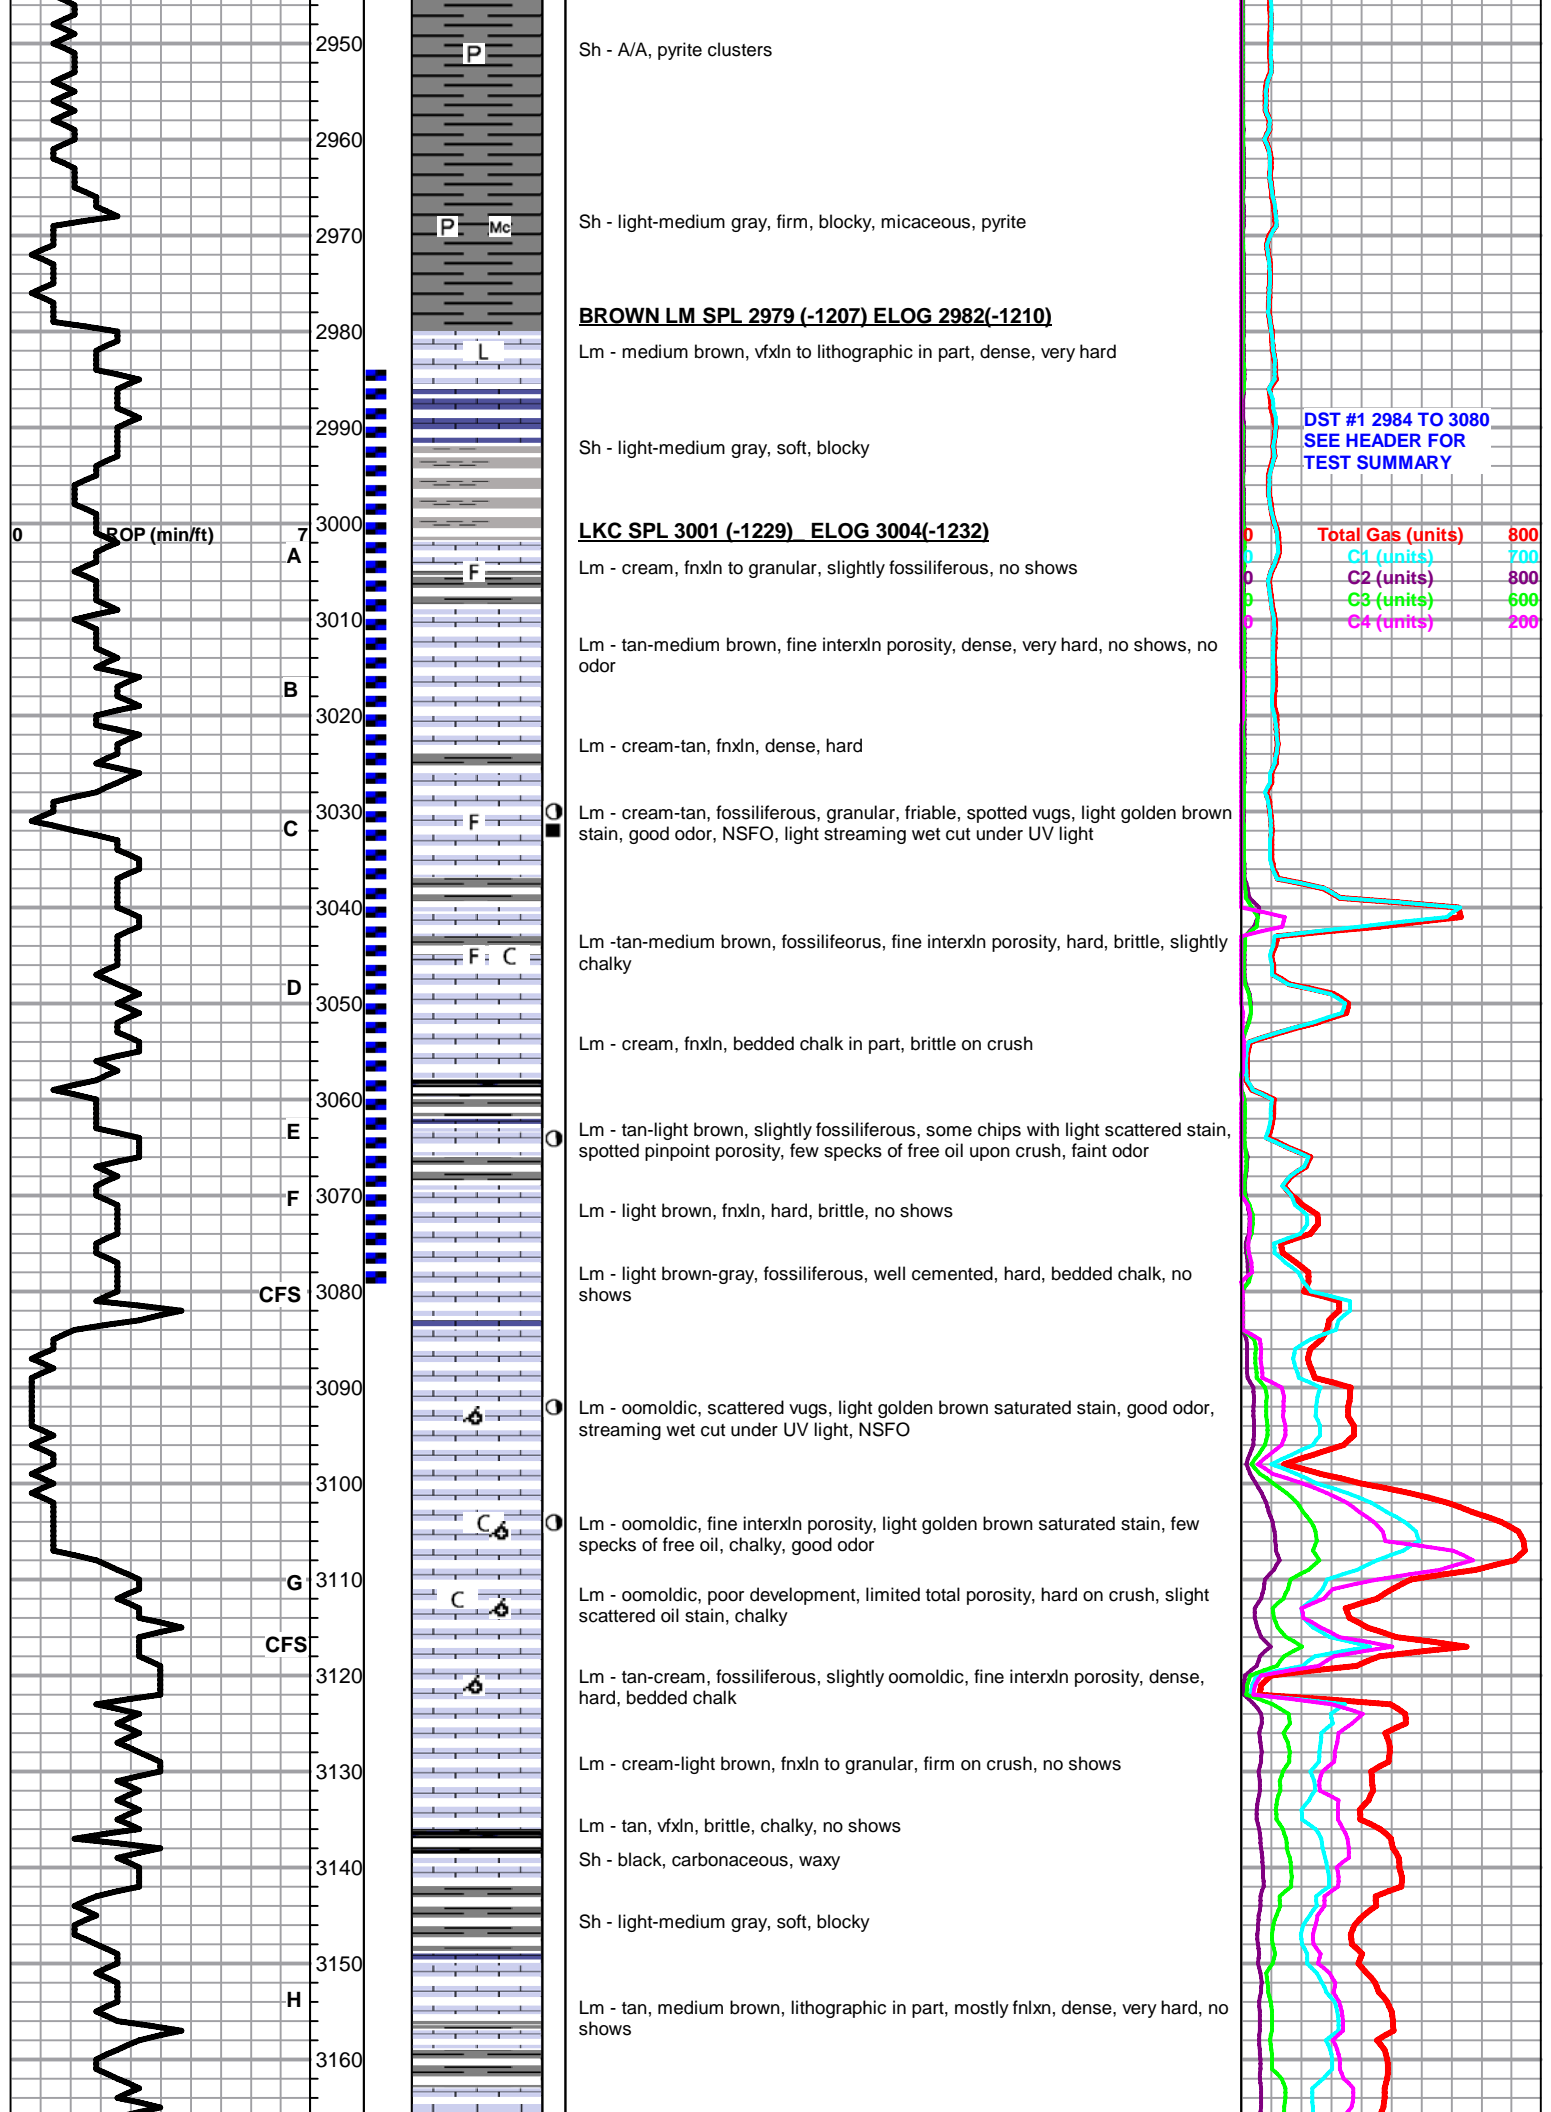 2950
P
Sh - A/A, pyrite clusters
2960
P Mc
Sh - light-medium gray, firm, blocky, micaceous, pyrite
2970
BROWN LM SPL 2979 (-1207) ELOG 2982(-1210)
2980
L
Lm - medium brown, vfxln to lithographic in part, dense, very hard
DST #1 2984 TO 3080
SEE HEADER FOR
TEST SUMMARY
2990
Sh - light-medium gray, soft, blocky
3000
LKC SPL 3001 (-1229)_ ELOG 3004(-1232)
0 ROP (min/ft) 7
0 Total Gas (units) 800
0 C1 (units) 700
0 C2 (units) 800
0 C3 (units) 600
0 C4 (units) 200
A
F
Lm - cream, fnxln to granular, slightly fossiliferous, no shows
3010
Lm - tan-medium brown, fine interxln porosity, dense, very hard, no shows, no
odor
B
3020
Lm - cream-tan, fnxln, dense, hard
3030
C
F
Lm - cream-tan, fossiliferous, granular, friable, spotted vugs, light golden brown
stain, good odor, NSFO, light streaming wet cut under UV light
3040
Lm -tan-medium brown, fossilifeorus, fine interxln porosity, hard, brittle, slightly
chalky
F C
D
3050
Lm - cream, fnxln, bedded chalk in part, brittle on crush
3060
E
Lm - tan-light brown, slightly fossiliferous, some chips with light scattered stain,
spotted pinpoint porosity, few specks of free oil upon crush, faint odor
F
3070
Lm - light brown, fnxln, hard, brittle, no shows
Lm - light brown-gray, fossiliferous, well cemented, hard, bedded chalk, no
shows
CFS
3080
3090
Lm - oomoldic, scattered vugs, light golden brown saturated stain, good odor,
streaming wet cut under UV light, NSFO
3100
C
Lm - oomoldic, fine interxln porosity, light golden brown saturated stain, few
specks of free oil, chalky, good odor
G
3110
C
Lm - oomoldic, poor development, limited total porosity, hard on crush, slight
scattered oil stain, chalky
CFS
3120
Lm - tan-cream, fossiliferous, slightly oomoldic, fine interxln porosity, dense,
hard, bedded chalk
3130
Lm - cream-light brown, fnxln to granular, firm on crush, no shows
Lm - tan, vfxln, brittle, chalky, no shows
3140
Sh - black, carbonaceous, waxy
Sh - light-medium gray, soft, blocky
3150
H
Lm - tan, medium brown, lithographic in part, mostly fnlxn, dense, very hard, no
shows
3160